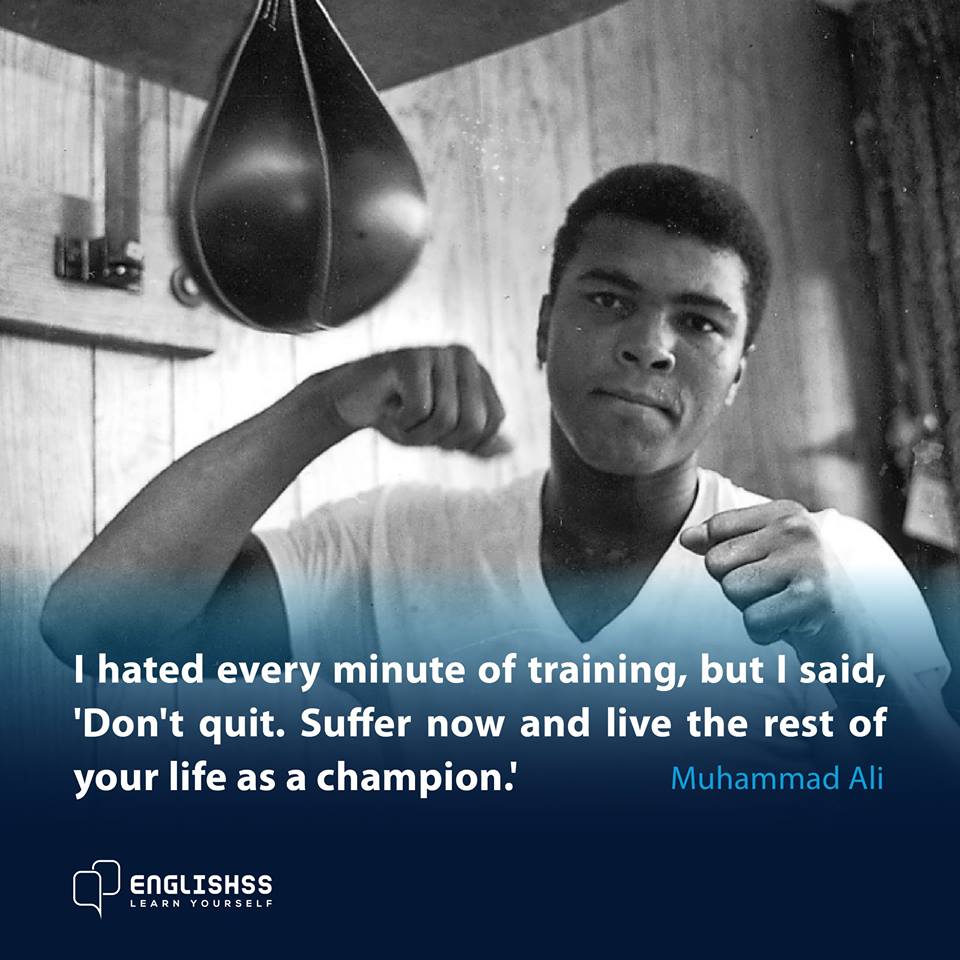 I hated every minute of training, but I said,
'Don't quit. Suffer now and live the rest of
your life as a champion.'
Muhammad Ali
ENGLISHSS
LEARN YOURSELF